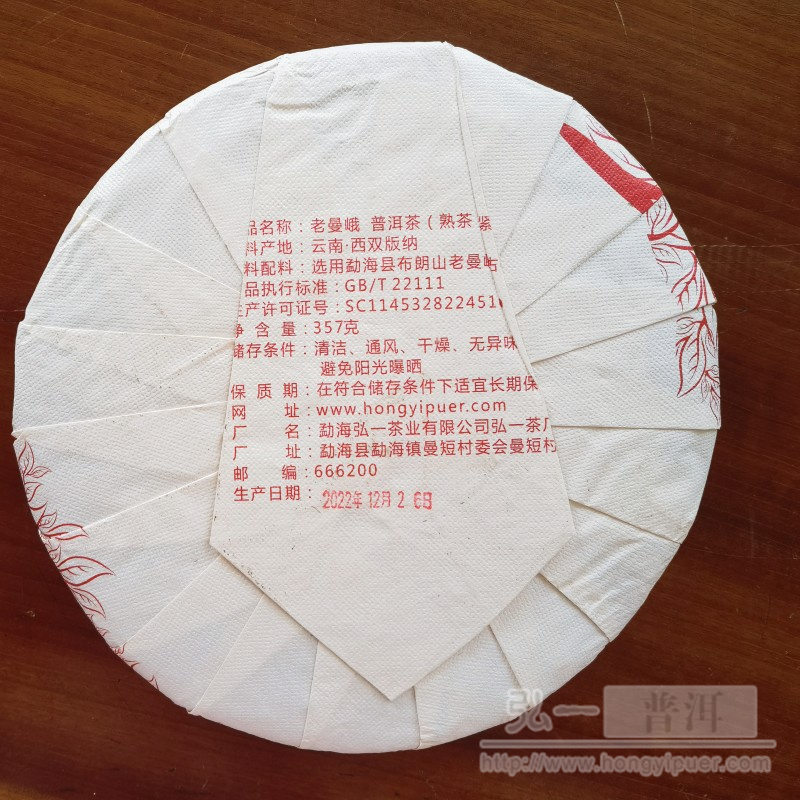 品名称：老曼峨 普洱茶（熟茶 紧
料产地：云南·西双版纳
料配料：选用勐海县布朗山老曼峨
品执行标准：GB/T 22111
生产许可证号：SC11453282245
净 含 量：357克
储存条件：清洁、通风、干燥、无异味
避免阳光曝晒
保 质 期：在符合储存条件下适宜长期保
网 址：www.hongyipuer.com
厂 名：勐海弘一茶业有限公司弘一茶厂
厂 址：勐海县勐海镇曼短村委会曼短村
邮 编：666200
生产日期：2022年12月26日
弘一 普洱
http://www.hongyipuer.com